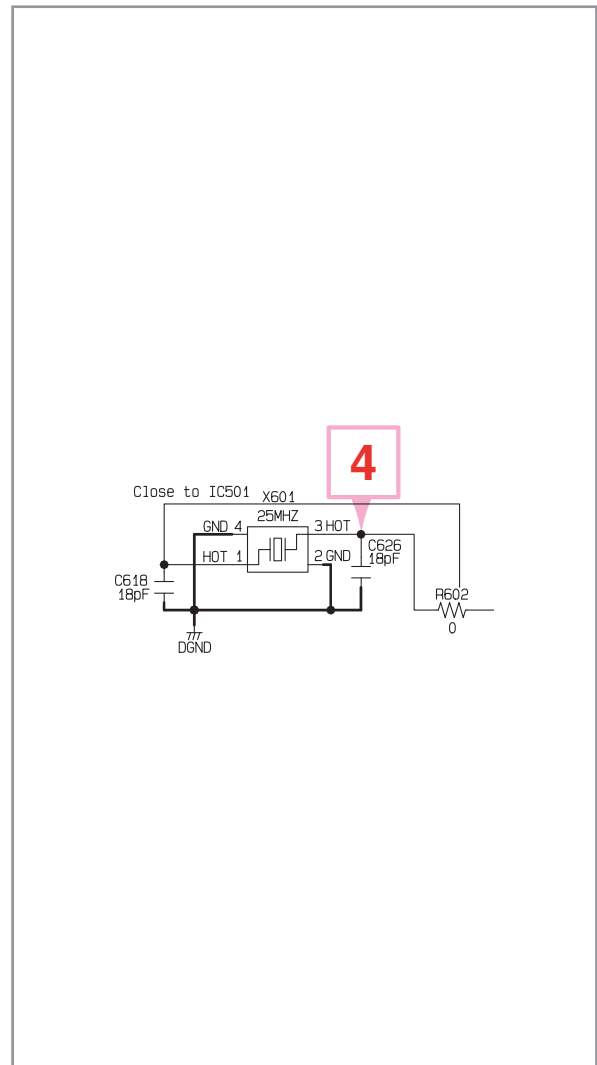 4
Close to IC501
X601
25MHZ
GND 4
3 HOT
HOT 1
2 GND
C626
18pF
C618
18pF
R602
0
DGND